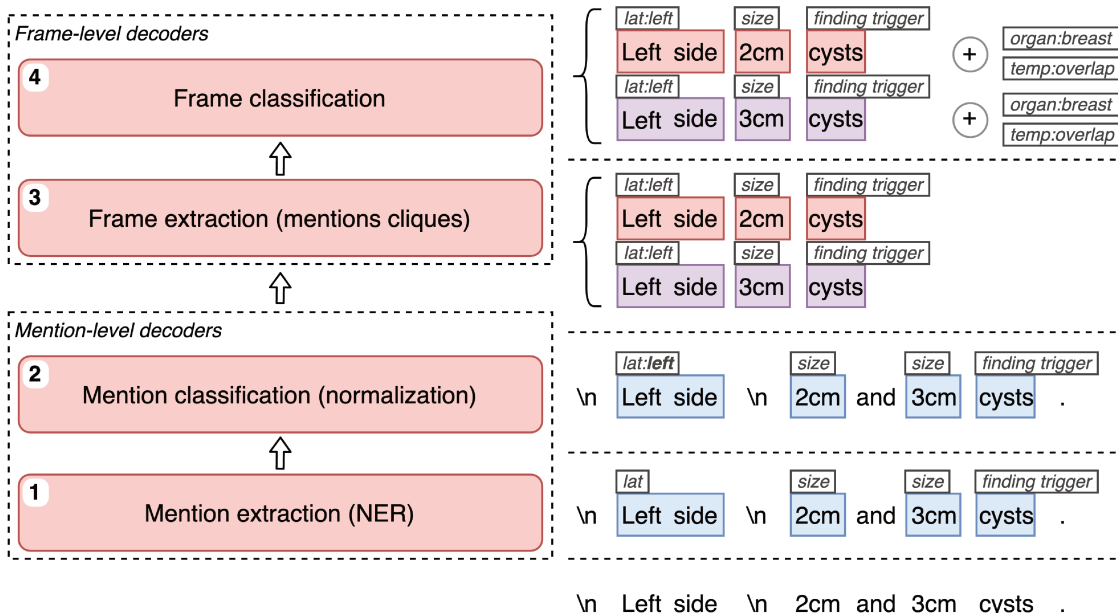 Frame-level decoders
4
Frame classification
3
Frame extraction (mentions cliques)
Mention-level decoders
2
Mention classification (normalization)
1
Mention extraction (NER)
lat:left size finding trigger
Left side 2cm cysts + organ:breast
temp:overlap
lat:left size finding trigger
Left side 3cm cysts + organ:breast
temp:overlap
lat:left size finding trigger
Left side 2cm cysts
lat:left size finding trigger
Left side 3cm cysts
lat:left size size finding trigger
\n Left side \n 2cm and 3cm cysts .
lat size size finding trigger
\n Left side \n 2cm and 3cm cysts .
\n Left side \n 2cm and 3cm cysts .